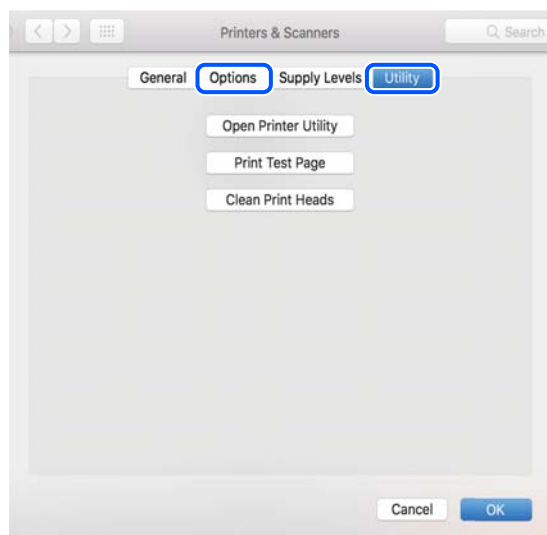 Printers & Scanners Search
General Options Supply Levels Utility
Open Printer Utility
Print Test Page
Clean Print Heads
Cancel OK